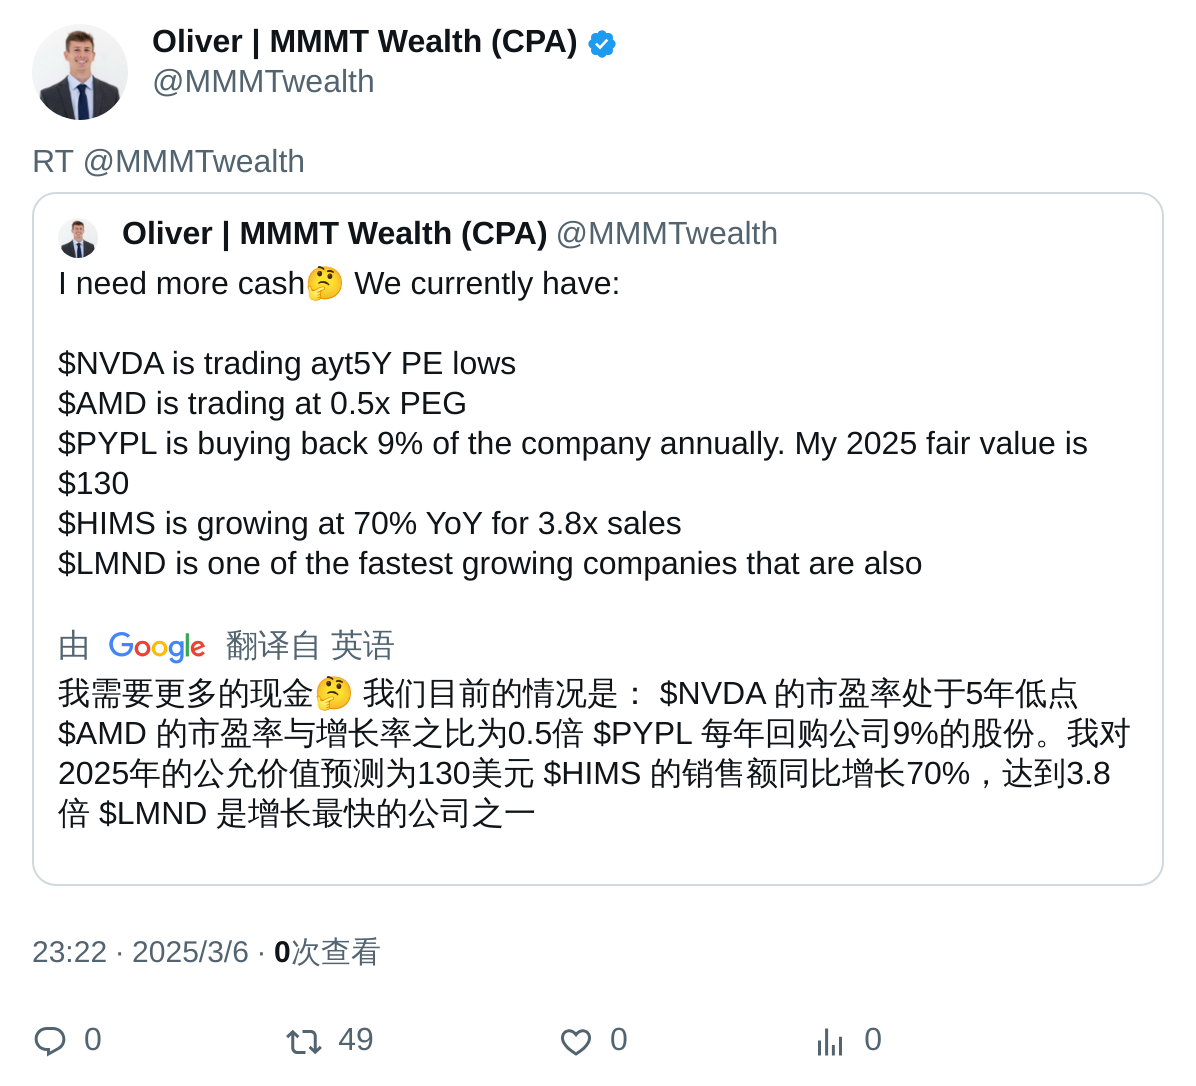 Oliver | MMMT Wealth (CPA)
@MMMTwealth
RT @MMMTwealth
Oliver | MMMT Wealth (CPA) @MMMTwealth
I need more cash🤔 We currently have:
$NVDA is trading ayt5Y PE lows
$AMD is trading at 0.5x PEG
$PYPL is buying back 9% of the company annually. My 2025 fair value is
$130
$HIMS is growing at 70% YoY for 3.8x sales
$LMND is one of the fastest growing companies that are also
由 Google 翻译自 英语
我需要更多的现金🤔 我们目前的情况是： $NVDA 的市盈率处于5年低点
$AMD 的市盈率与增长率之比为0.5倍 $PYPL 每年回购公司9%的股份。我对
2025年的公允价值预测为130美元 $HIMS 的销售额同比增长70%，达到3.8
倍 $LMND 是增长最快的公司之一
23:22 · 2025/3/6 · 0次查看
0 49 0 0